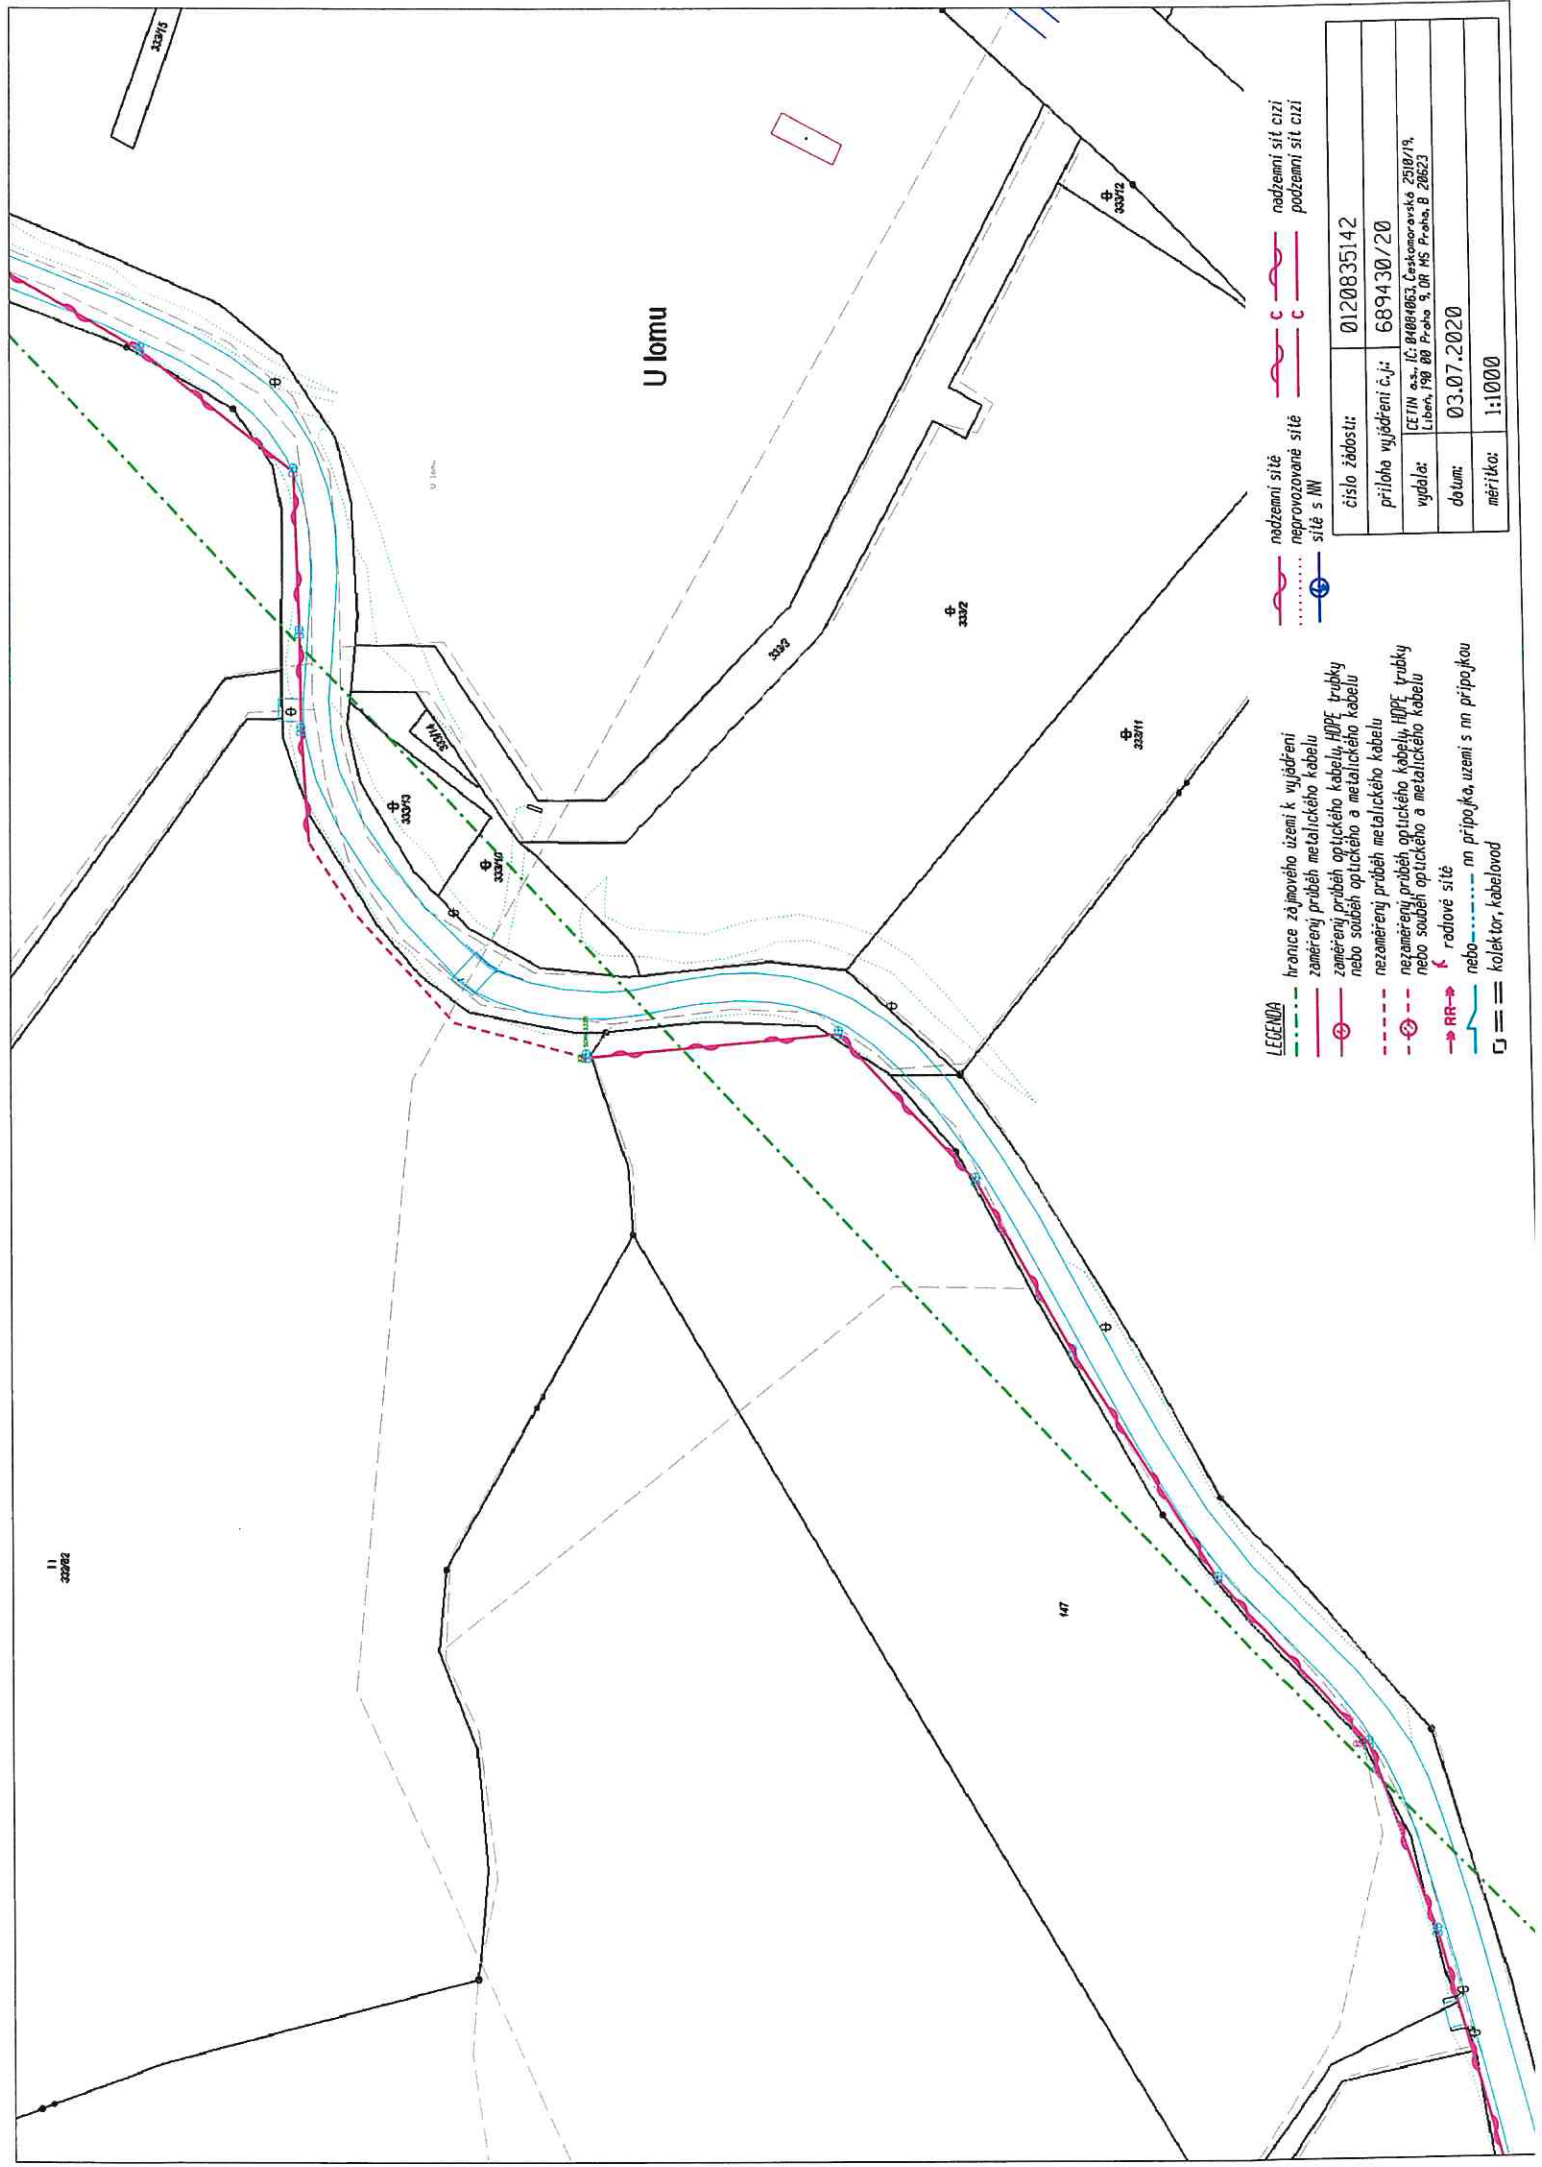 333/15
U lomu
U lomu
333/12
333/3
333/2
333/14
333/13
333/10
333/11
147
LEGENDA
hranice zájmového území k vyjádření
zaměřený průběh metalického kabelu
zaměřený průběh optického kabelu, HDPE trubky
nebo souběh optického a metalického kabelu
nezaměřený průběh metalického kabelu
nezaměřený průběh optického kabelu, HDPE trubky
nebo souběh optického a metalického kabelu
RR radiové sítě
nebo nn přípojka, uzemi s nn přípojkou
kolektor, kabelovod
nadzemní sítě
neprovozované sítě
sítě s NN
C nadzemní síť cizí
C podzemní síť cizí
číslo žádosti: 0120835142
příloha vyjádření č.j.: 689430/20
vydala: CETIN a.s., IČ: 04084063, Českomoravská 2510/19,
Libeň, 190 00 Praha 9, OR MS Praha, B 20623
datum: 03.07.2020
měřítko: 1:1000